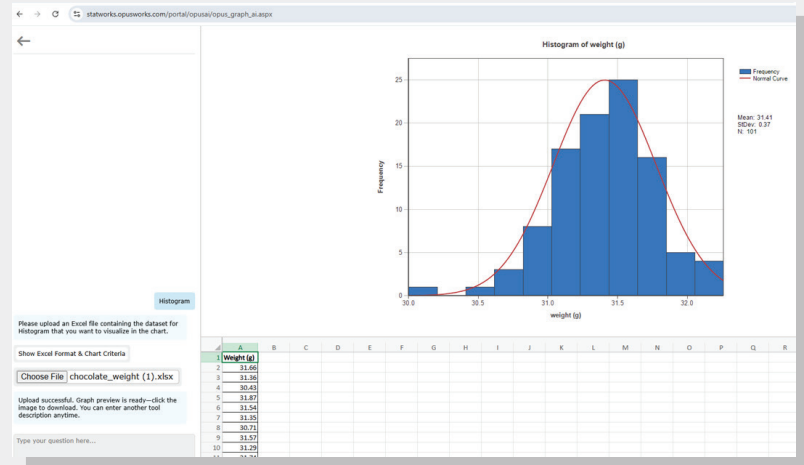 statworks.opusworks.com/portal/opusai/opus_graph_ai.aspx
Histogram
Please upload an Excel file containing the dataset for
Histogram that you want to visualize in the chart.
Show Excel Format & Chart Criteria
Choose File chocolate_weight (1).xlsx
Upload successful. Graph preview is ready—click the
image to download. You can enter another tool
description anytime.
Type your question here...
Histogram of weight (g)
Frequency
Normal Curve
Mean: 31.41
StDev: 0.37
N: 101
Frequency
25
20
15
10
5
0
30.0 30.5 31.0 31.5 32.0
weight (g)
A B C D E F G H I J K L M N O P Q R
1 Weight (g)
2 31.66
3 31.36
4 30.43
5 31.87
6 31.54
7 31.35
8 30.71
9 31.57
10 31.29